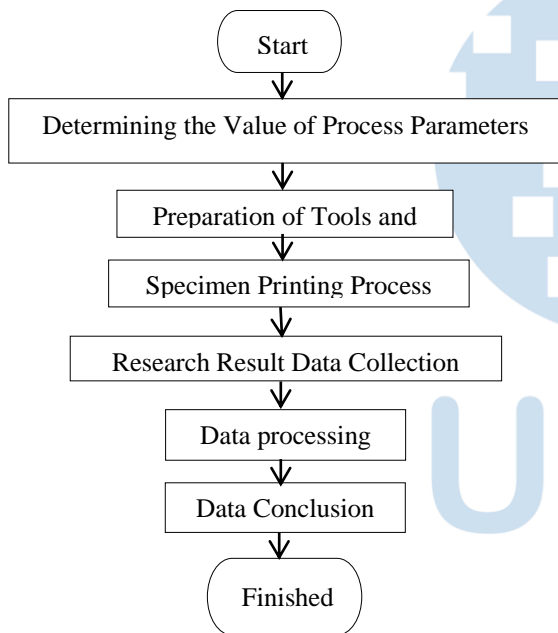 Start
Determining the Value of Process Parameters
Preparation of Tools and
Specimen Printing Process
Research Result Data Collection
Data processing
Data Conclusion
Finished
U